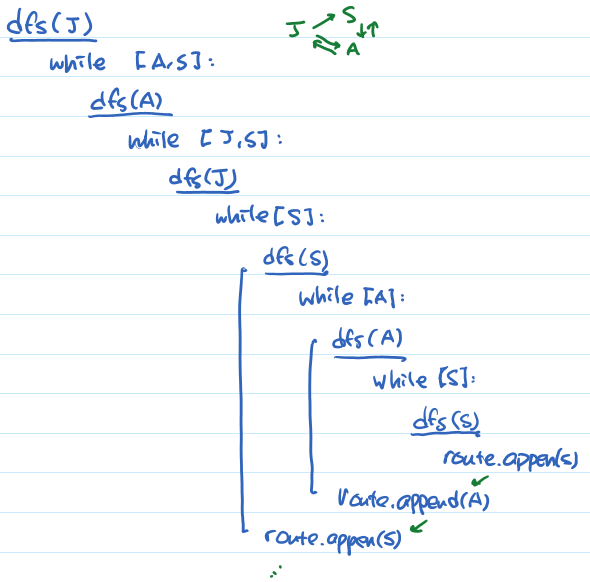 dfs(J)
J S
A
while [A,S]:
dfs(A)
while [J,S]:
dfs(J)
while[S]:
dfs(S)
while [A]:
dfs(A)
while [S]:
dfs(S)
route.appen(s)
route.append(A)
route.appen(S)